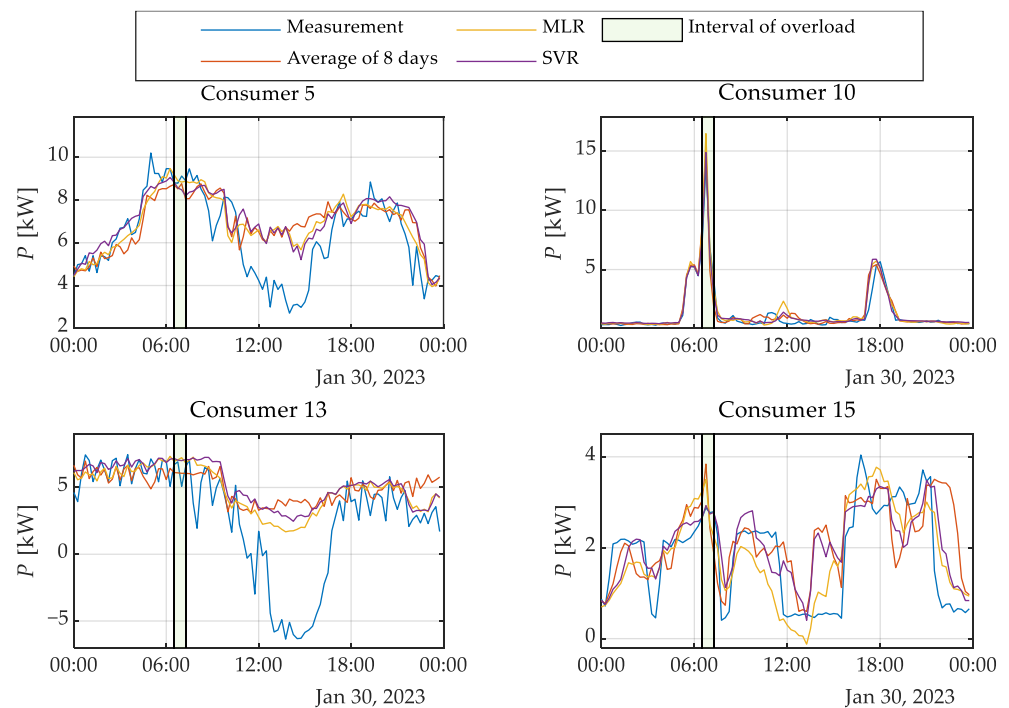 Measurement
MLR
Interval of overload
Average of 8 days
SVR
Consumer 5
10
8
6
4
2
P [kW]
00:00 06:00 12:00 18:00 00:00
Jan 30, 2023
Consumer 10
15
10
5
P [kW]
00:00 06:00 12:00 18:00 00:00
Jan 30, 2023
Consumer 13
5
0
−5
P [kW]
00:00 06:00 12:00 18:00 00:00
Jan 30, 2023
Consumer 15
4
2
0
P [kW]
00:00 06:00 12:00 18:00 00:00
Jan 30, 2023